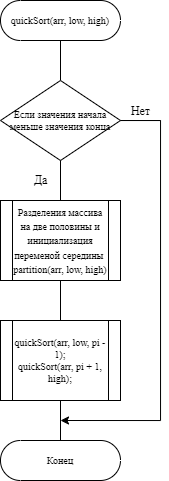 quickSort(arr, low, high)
Если значения начала
меньше значения конца
Нет
Да
Разделения массива
на две половины и
инициализация
переменой середины
partition(arr, low, high)
quickSort(arr, low, pi -
1);
quickSort(arr, pi + 1,
high);
Конец